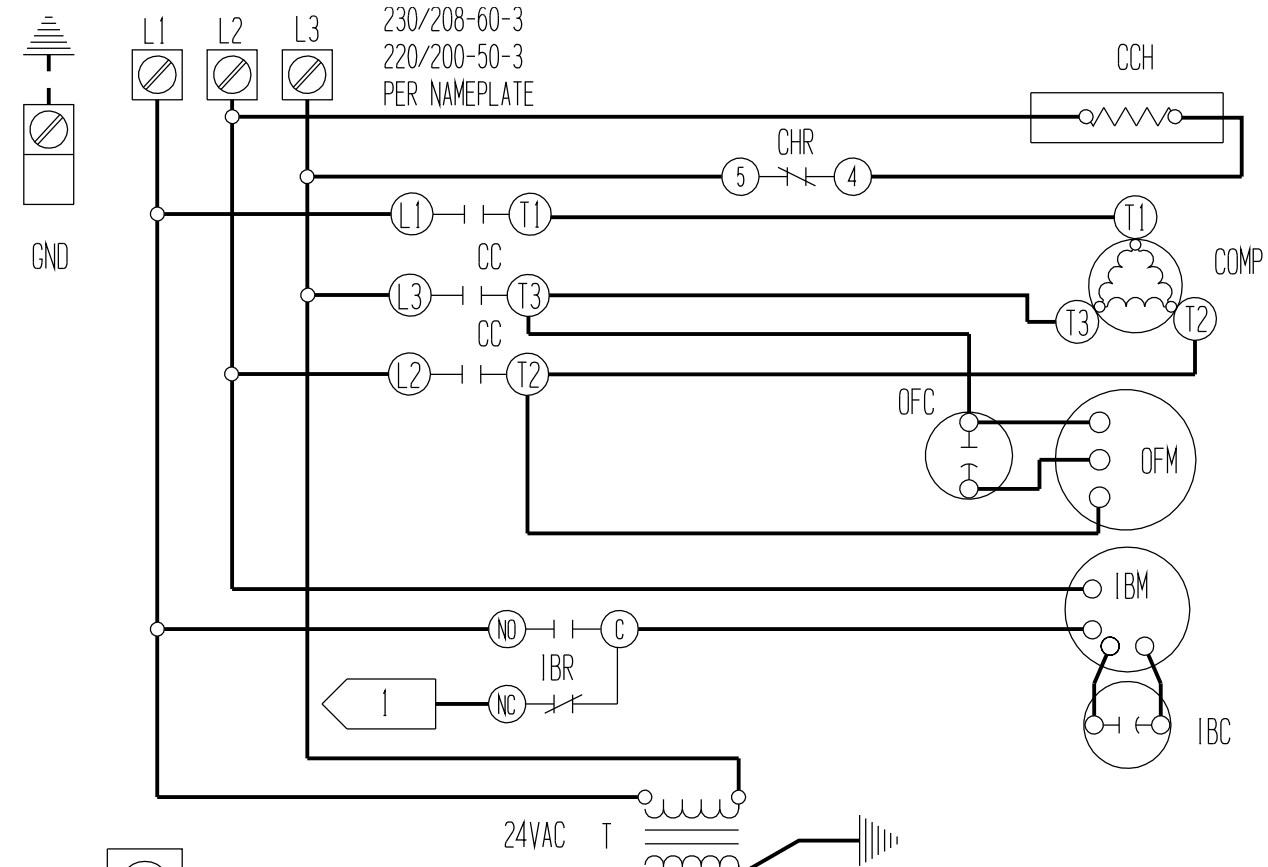 L1 L2 L3
230/208-60-3
220/200-50-3
PER NAMEPLATE
CCH
CHR
5 4
L1 T1 T1
GND
CC
COMP
L3 T3 T3 T2
CC
L2 T2
OFC
OFM
IBM
NO C
IBR
1 NC
IBC
24VAC T